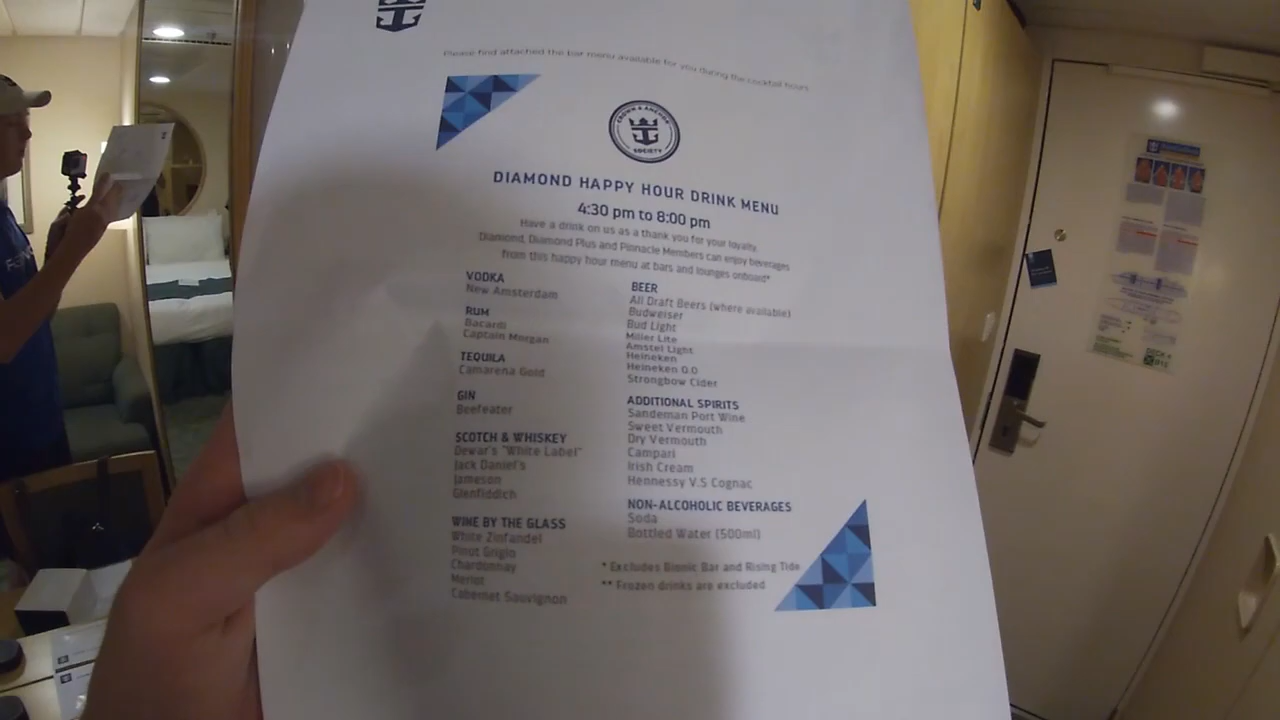 Please find attached the bar menu available for you during the cocktail hours
CROWN & ANCHOR
SOCIETY
DIAMOND HAPPY HOUR DRINK MENU
4:30 pm to 8:00 pm
Have a drink on us as a thank you for your loyalty.
Diamond, Diamond Plus and Pinnacle Members can enjoy beverages
from this happy hour menu at bars and lounges onboard*
VODKA
New Amsterdam
RUM
Bacardi
Captain Morgan
TEQUILA
Camarena Gold
GIN
Beefeater
SCOTCH & WHISKEY
Dewar's "White Label"
Jack Daniel's
Jameson
Glenfiddich
WINE BY THE GLASS
White Zinfandel
Pinot Grigio
Chardonnay
Merlot
Cabernet Sauvignon
BEER
All Draft Beers (where available)
Budweiser
Bud Light
Miller Lite
Amstel Light
Heineken
Heineken 0.0
Strongbow Cider
ADDITIONAL SPIRITS
Sandeman Port Wine
Sweet Vermouth
Dry Vermouth
Campari
Irish Cream
Hennessy V.S Cognac
NON-ALCOHOLIC BEVERAGES
Soda
Bottled Water (500ml)
* Excludes Bionic Bar and Rising Tide
** Frozen drinks are excluded